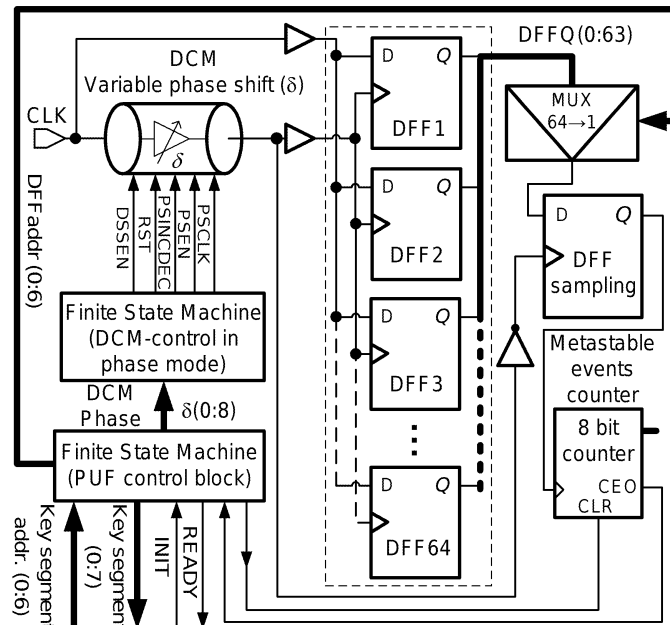 DCM
Variable phase shift (δ)
CLK
δ
DSSEN
RST
PSINCDEC
PSEN
PSCLK
DFFaddr (0:6)
Finite State Machine
(DCM-control in
phase mode)
DCM
Phase
δ(0:8)
Finite State Machine
(PUF control block)
Key segment
addr. (0:6)
Key segment
(0:7)
INIT
READY
D Q
DFF1
D Q
DFF2
D Q
DFF3
...
D Q
DFF64
DFFQ(0:63)
MUX
64→1
D Q
DFF
sampling
Metastable
events
counter
8 bit
counter
CEO
CLR